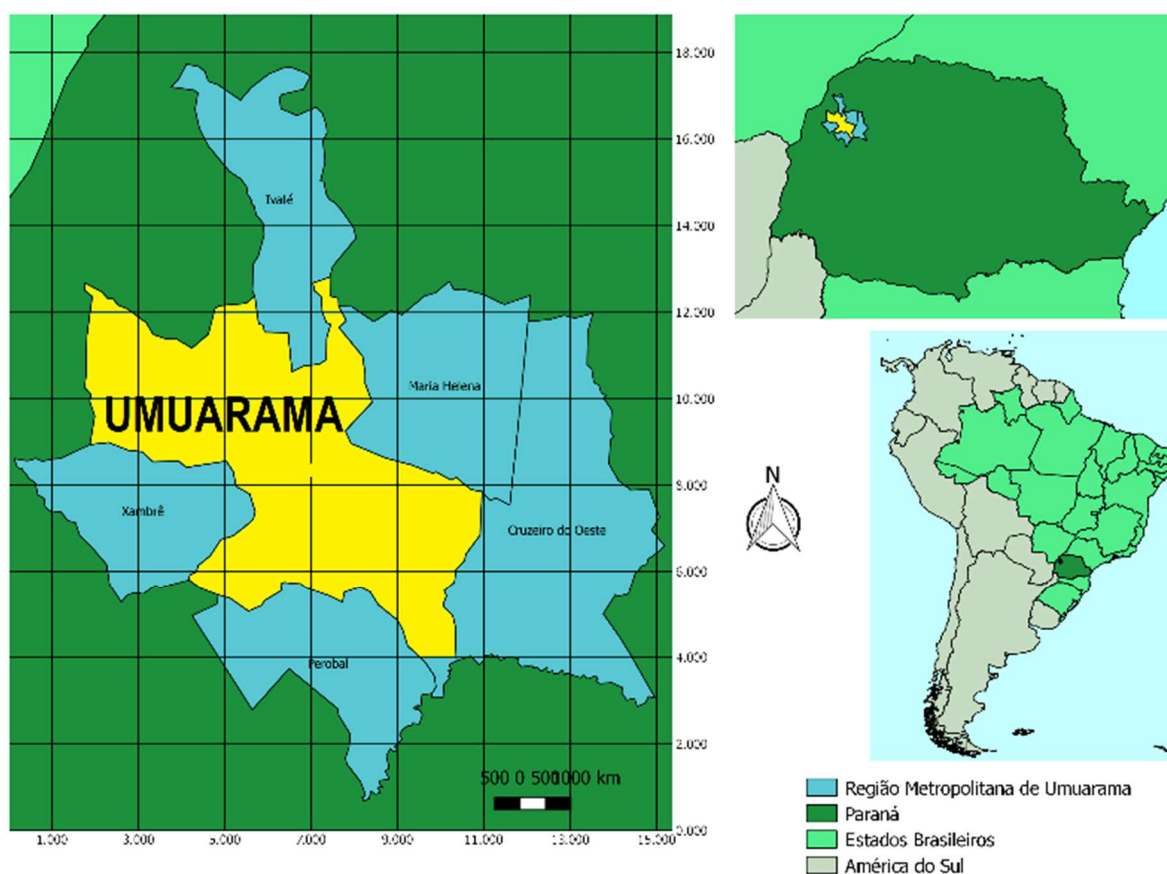 18.000
16.000
Ivalé
14.000
12.000
Maria Helena
10.000
UMUARAMA
8.000
Xambrê
Cruzeiro do Oeste
6.000
Perobal
4.000
2.000
500 0 5001000 km
0.000
1.000 3.000 5.000 7.000 9.000 11.000 13.000 15.000
N
Região Metropolitana de Umuarama
Paraná
Estados Brasileiros
América do Sul